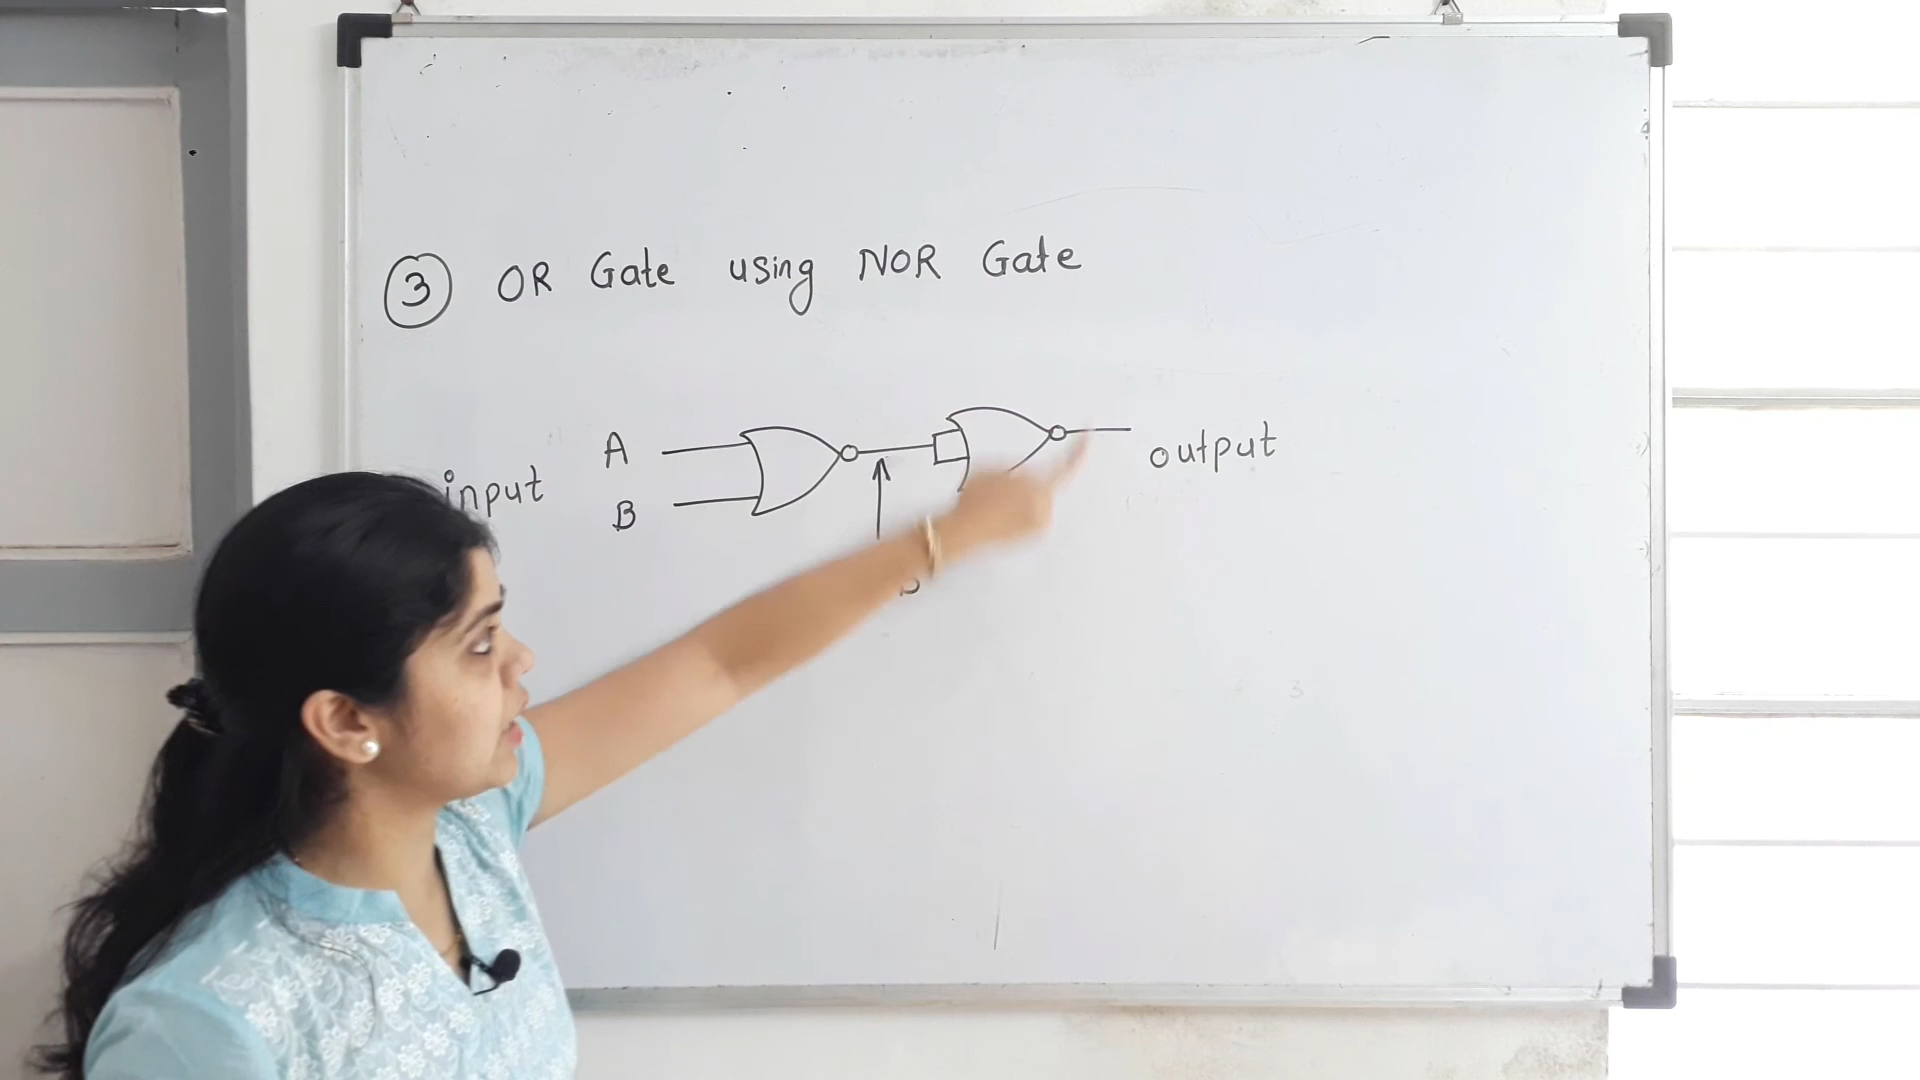 3 OR Gate using NOR Gate
A
input
output
B